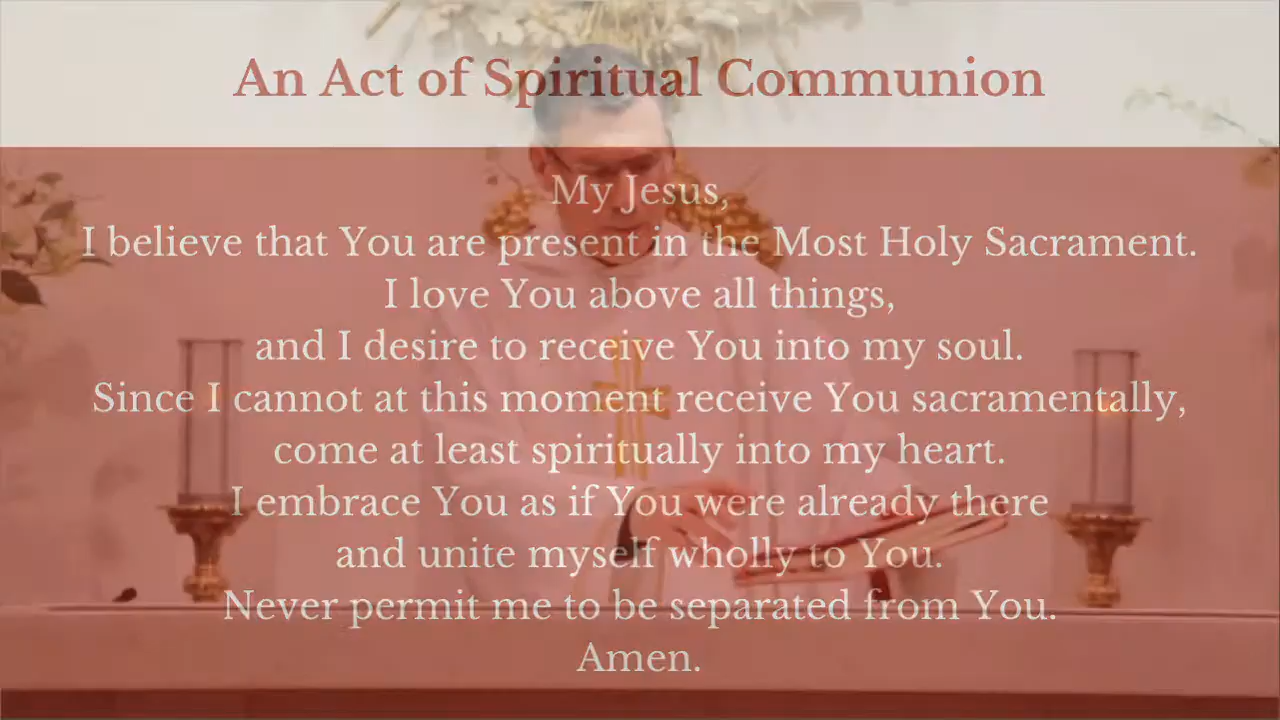 An Act of Spiritual Communion
My Jesus,
I believe that You are present in the Most Holy Sacrament.
I love You above all things,
and I desire to receive You into my soul.
Since I cannot at this moment receive You sacramentally,
come at least spiritually into my heart.
I embrace You as if You were already there
and unite myself wholly to You.
Never permit me to be separated from You.
Amen.